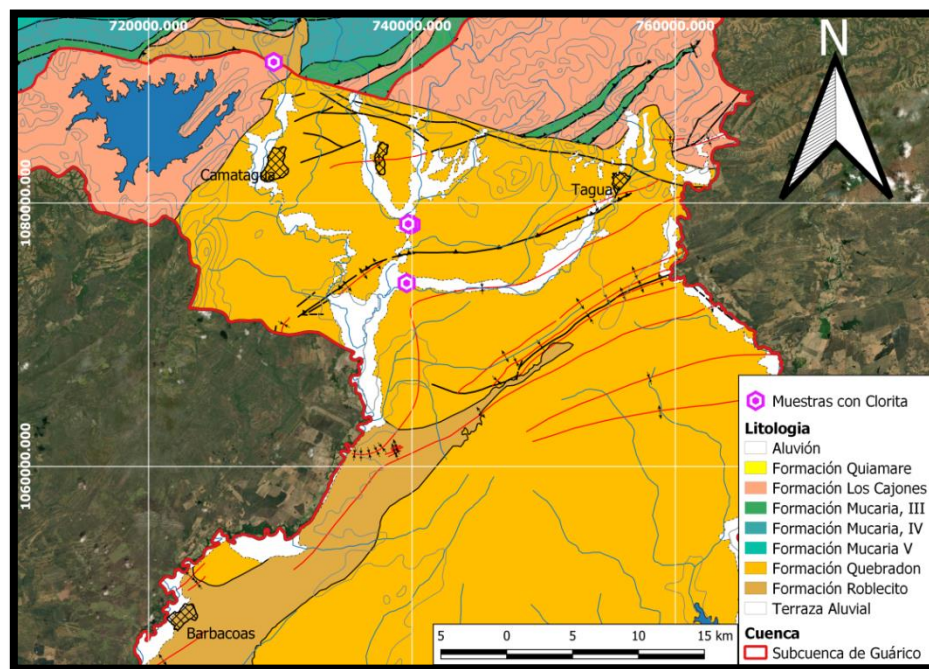 720000.000
740000.000
760000.000
N
Camatagua
Taguay
1080000.000
1060000.000
Barbacoas
5 0 5 10 15 km
Muestras con Clorita
Litologia
Aluvión
Formación Quiamare
Formación Los Cajones
Formación Mucaria, III
Formación Mucaria, IV
Formación Mucaria V
Formación Quebradon
Formación Roblecito
Terraza Aluvial
Cuenca
Subcuenca de Guárico